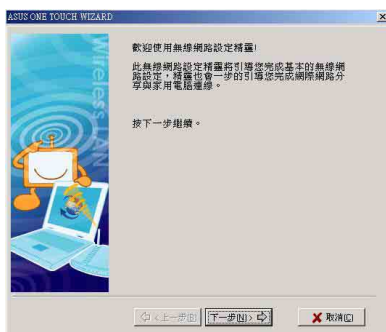 ASUS ONE TOUCH WIZARD
Wireless LAN
歡迎使用無線網路設定精靈!
此無線網路設定精靈將引導您完成基本的無線網
路設定，精靈也會一步的引導您完成網際網路分
享與家用電腦連線。
按下一步繼續。
<上一步(B)
下一步(N)>
取消(C)